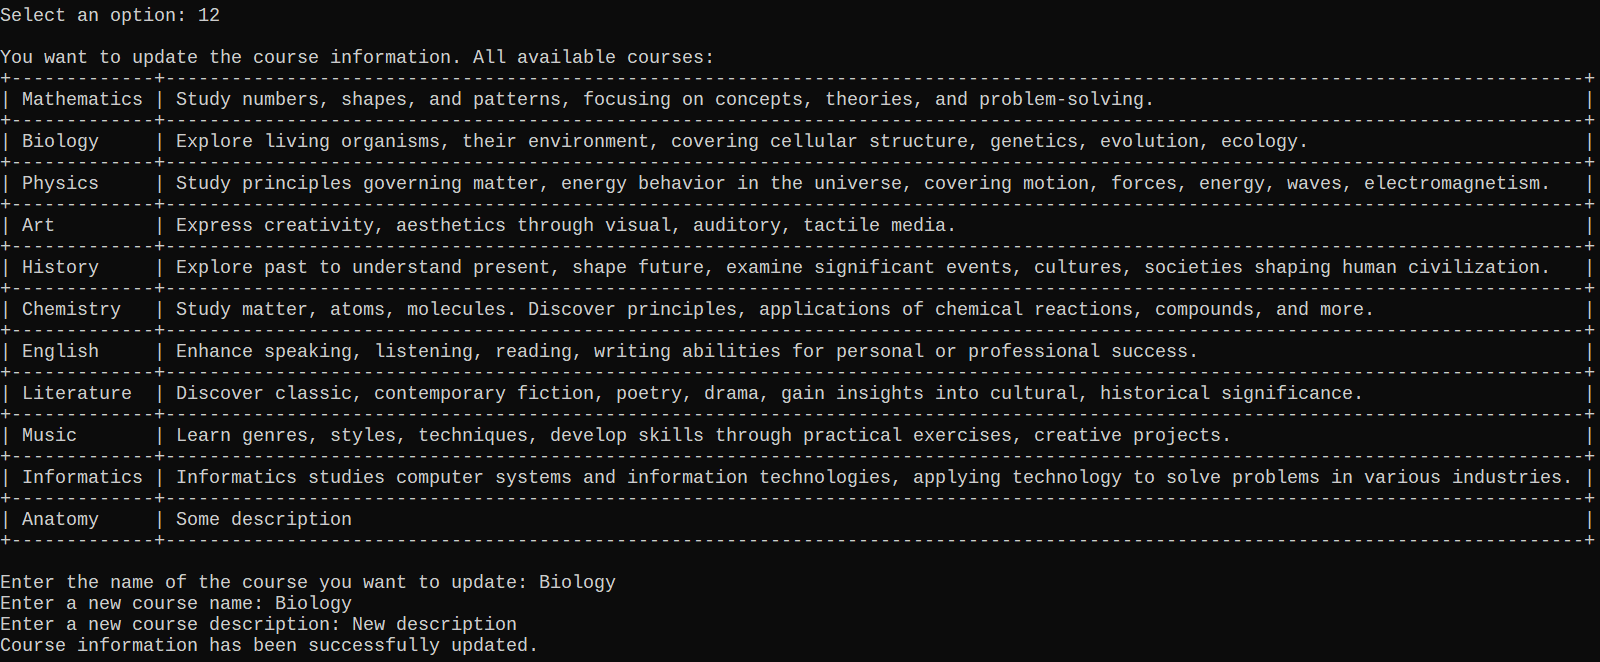 Select an option: 12
You want to update the course information. All available courses:
+-------------+---------------------------------------------------------------------------------------------------------------------------------+
| Mathematics | Study numbers, shapes, and patterns, focusing on concepts, theories, and problem-solving.                                       |
+-------------+---------------------------------------------------------------------------------------------------------------------------------+
| Biology     | Explore living organisms, their environment, covering cellular structure, genetics, evolution, ecology.                         |
+-------------+---------------------------------------------------------------------------------------------------------------------------------+
| Physics     | Study principles governing matter, energy behavior in the universe, covering motion, forces, energy, waves, electromagnetism.   |
+-------------+---------------------------------------------------------------------------------------------------------------------------------+
| Art         | Express creativity, aesthetics through visual, auditory, tactile media.                                                         |
+-------------+---------------------------------------------------------------------------------------------------------------------------------+
| History     | Explore past to understand present, shape future, examine significant events, cultures, societies shaping human civilization.   |
+-------------+---------------------------------------------------------------------------------------------------------------------------------+
| Chemistry   | Study matter, atoms, molecules. Discover principles, applications of chemical reactions, compounds, and more.                   |
+-------------+---------------------------------------------------------------------------------------------------------------------------------+
| English     | Enhance speaking, listening, reading, writing abilities for personal or professional success.                                   |
+-------------+---------------------------------------------------------------------------------------------------------------------------------+
| Literature  | Discover classic, contemporary fiction, poetry, drama, gain insights into cultural, historical significance.                    |
+-------------+---------------------------------------------------------------------------------------------------------------------------------+
| Music       | Learn genres, styles, techniques, develop skills through practical exercises, creative projects.                                |
+-------------+---------------------------------------------------------------------------------------------------------------------------------+
| Informatics | Informatics studies computer systems and information technologies, applying technology to solve problems in various industries. |
+-------------+---------------------------------------------------------------------------------------------------------------------------------+
| Anatomy     | Some description                                                                                                                |
+-------------+---------------------------------------------------------------------------------------------------------------------------------+
Enter the name of the course you want to update: Biology
Enter a new course name: Biology
Enter a new course description: New description
Course information has been successfully updated.